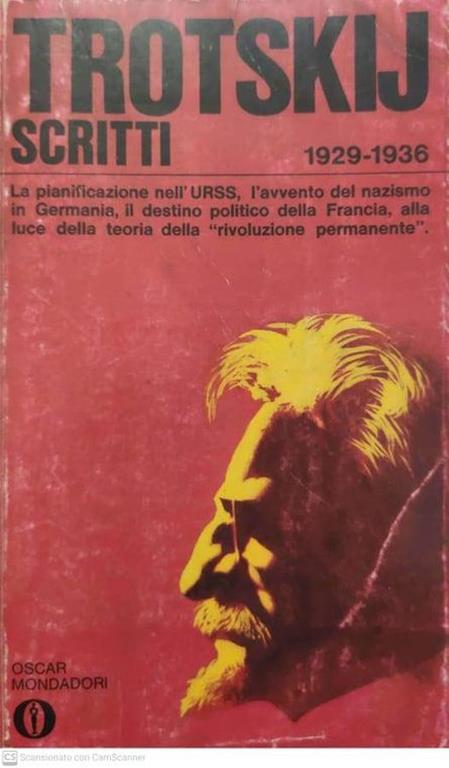 TROTSKIJ
SCRITTI
1929-1936
La pianificazione nell'URSS, l'avvento del nazismo
in Germania, il destino politico della Francia, alla
luce della teoria della "rivoluzione permanente".
OSCAR
MONDADORI
CS Scansionato con CamScanner